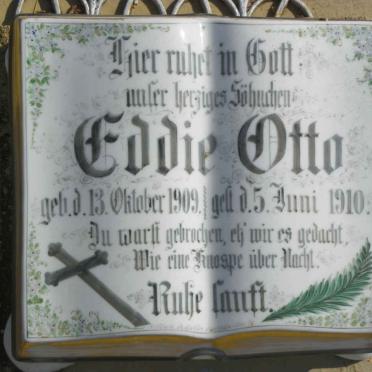 Hier ruhet in Gott
unser herziges Söhnchen
Eddie Otto
geb. d. 13. Oktober 1909, gest. d. 5. Juni 1910.
Du warst gebrochen, eh wir es gedacht,
Wie eine Knospe über Nacht.
Ruhe sanft.